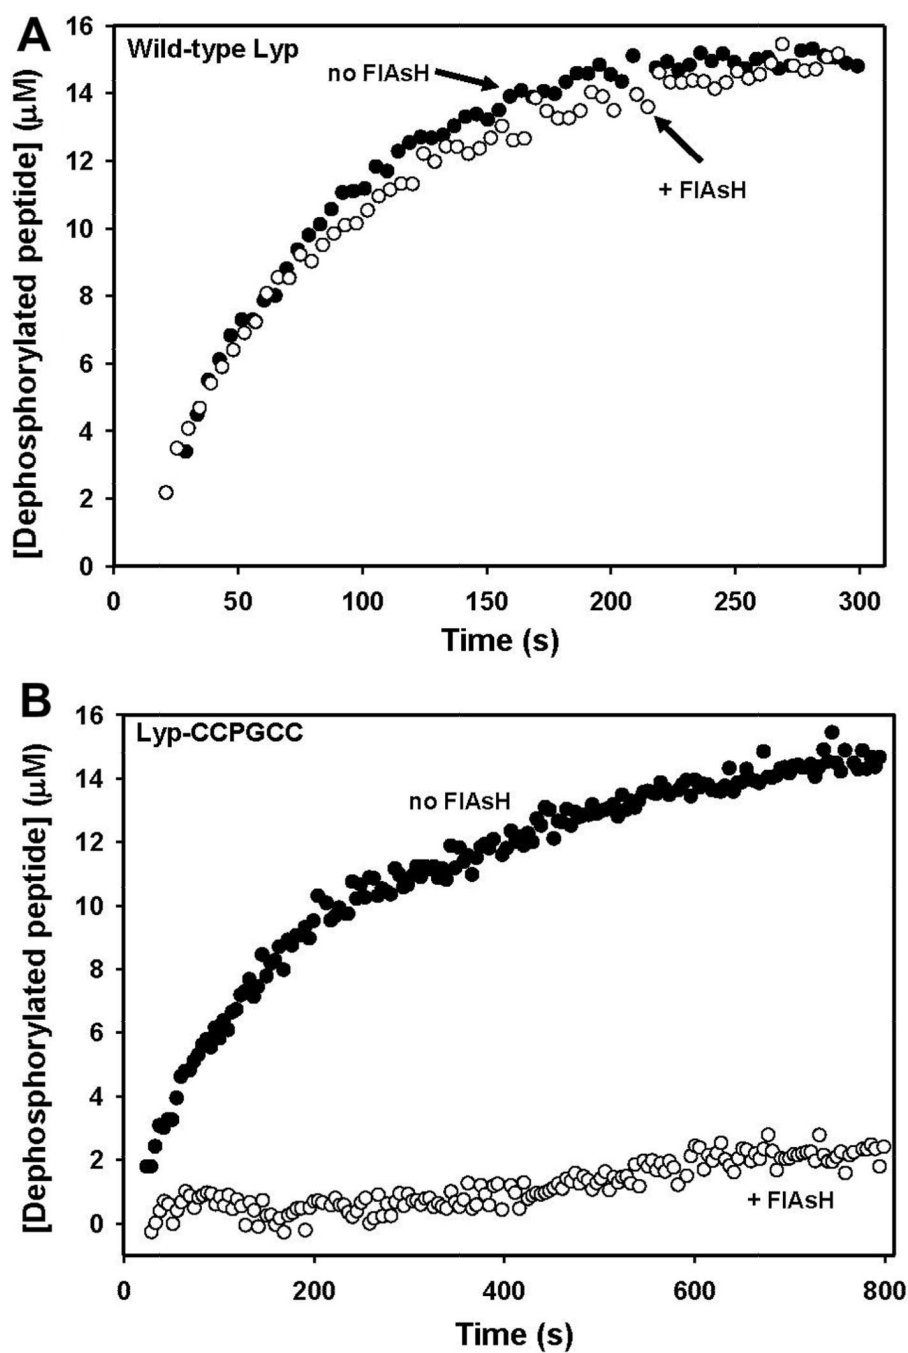 A
Wild-type Lyp
no FlAsH
+ FlAsH
[Dephosphorylated peptide] (μM)
16
14
12
10
8
6
4
2
0
0 50 100 150 200 250 300
Time (s)
B
Lyp-CCPGCC
no FlAsH
+ FlAsH
[Dephosphorylated peptide] (μM)
16
14
12
10
8
6
4
2
0
0 200 400 600 800
Time (s)